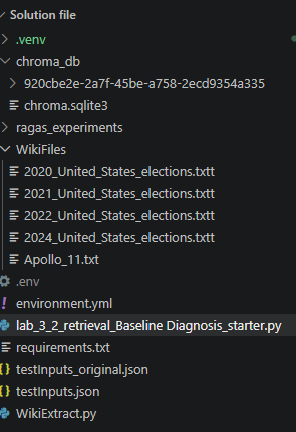 Solution file
.venv
chroma_db
920cbe2e-2a7f-45be-a758-2ecd9354a335
chroma.sqlite3
ragas_experiments
WikiFiles
2020_United_States_elections.txtt
2021_United_States_elections.txtt
2022_United_States_elections.txtt
2024_United_States_elections.txtt
Apollo_11.txt
.env
environment.yml
lab_3_2_retrieval_Baseline Diagnosis_starter.py
requirements.txt
testInputs_original.json
testInputs.json
WikiExtract.py